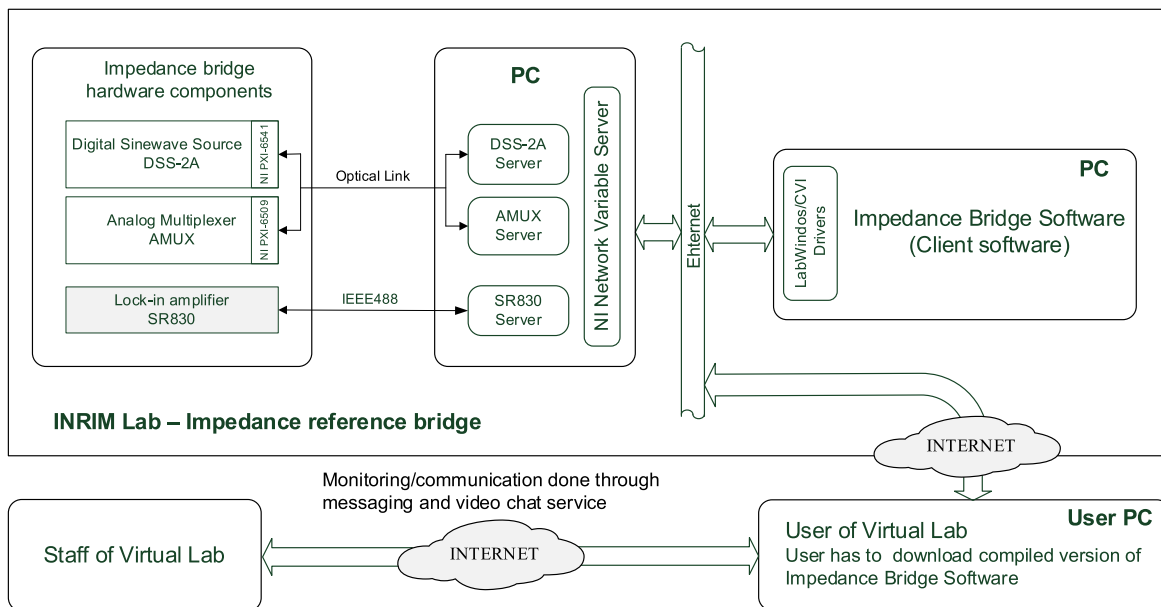 Impedance bridge
hardware components
Digital Sinewave Source
DSS-2A
NI PXI-6541
Analog Multiplexer
AMUX
NI PXI-6509
Lock-in amplifier
SR830
Optical Link
IEEE488
PC
DSS-2A
Server
AMUX
Server
SR830
Server
NI Network Variable Server
Ehternet
PC
LabWindos/CVI
Drivers
Impedance Bridge Software
(Client software)
INRIM Lab – Impedance reference bridge
INTERNET
Monitoring/communication done through
messaging and video chat service
Staff of Virtual Lab
INTERNET
User PC
User of Virtual Lab
User has to download compiled version of
Impedance Bridge Software